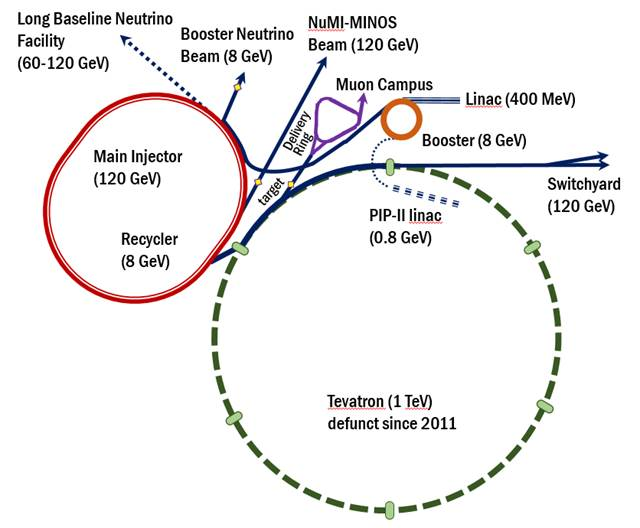 Long Baseline Neutrino
Facility
(60-120 GeV)
Booster Neutrino
Beam (8 GeV)
NuMI-MINOS
Beam (120 GeV)
Muon Campus
Linac (400 MeV)
Delivery
Ring
Booster (8 GeV)
Main Injector
(120 GeV)
target
Switchyard
(120 GeV)
PIP-II linac
(0.8 GeV)
Recycler
(8 GeV)
Tevatron (1 TeV)
defunct since 2011